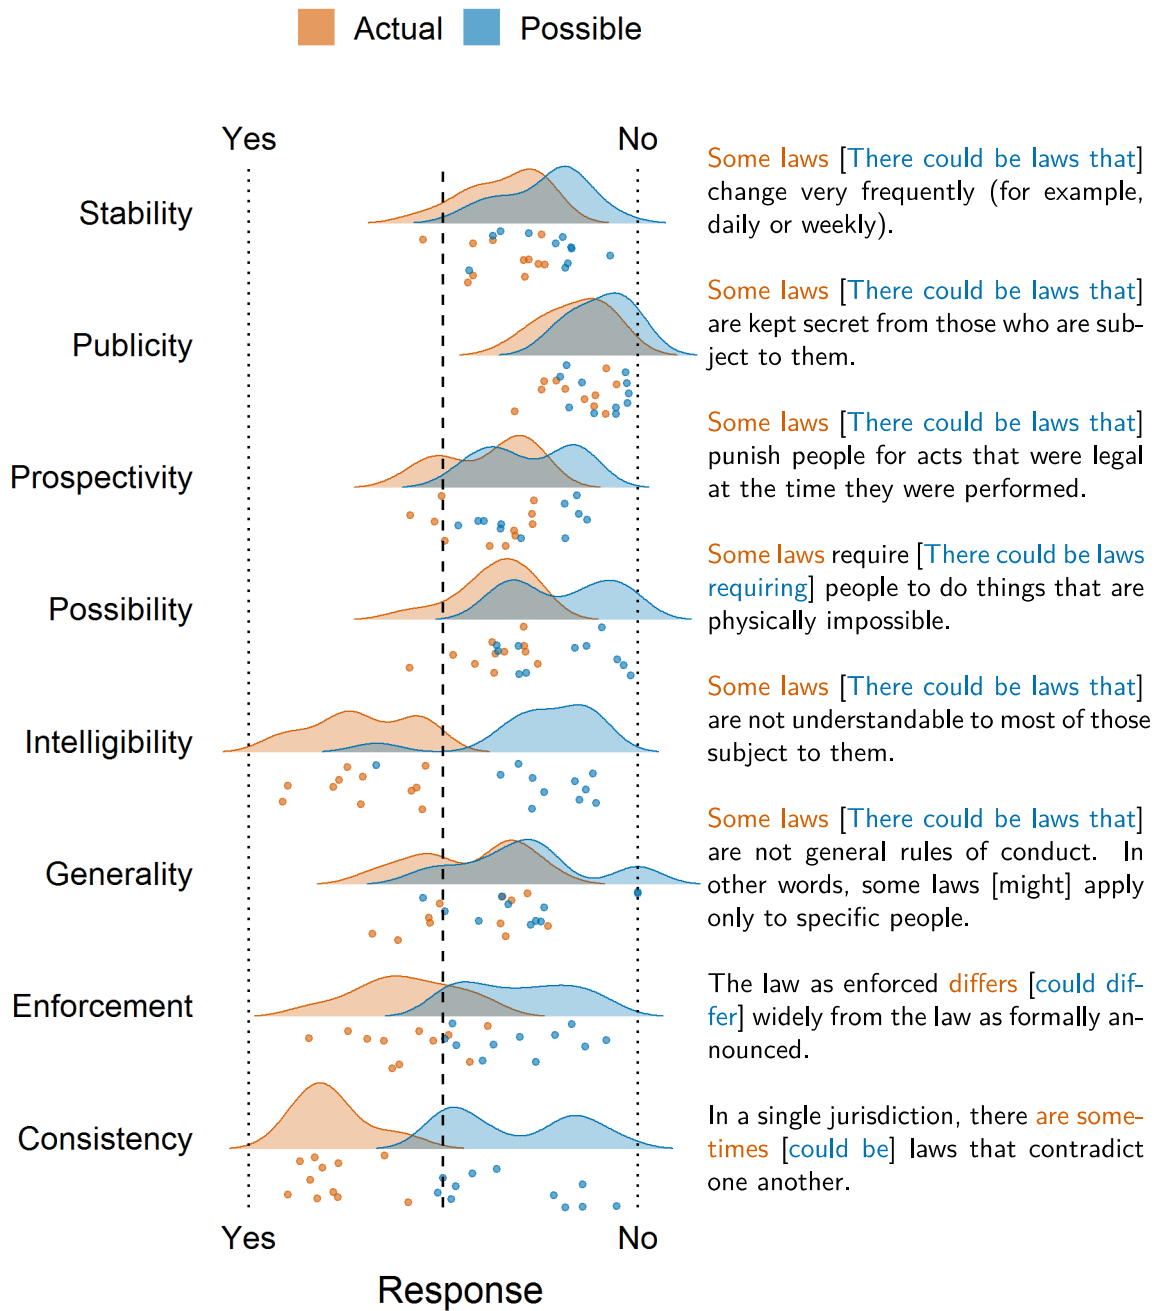 Actual Possible
Yes No
Stability
Some laws [There could be laws that]
change very frequently (for example,
daily or weekly).
Publicity
Some laws [There could be laws that]
are kept secret from those who are sub-
ject to them.
Prospectivity
Some laws [There could be laws that]
punish people for acts that were legal
at the time they were performed.
Possibility
Some laws require [There could be laws
requiring] people to do things that are
physically impossible.
Intelligibility
Some laws [There could be laws that]
are not understandable to most of those
subject to them.
Generality
Some laws [There could be laws that]
are not general rules of conduct. In
other words, some laws [might] apply
only to specific people.
Enforcement
The law as enforced differs [could dif-
fer] widely from the law as formally an-
nounced.
Consistency
In a single jurisdiction, there are some-
times [could be] laws that contradict
one another.
Yes No
Response